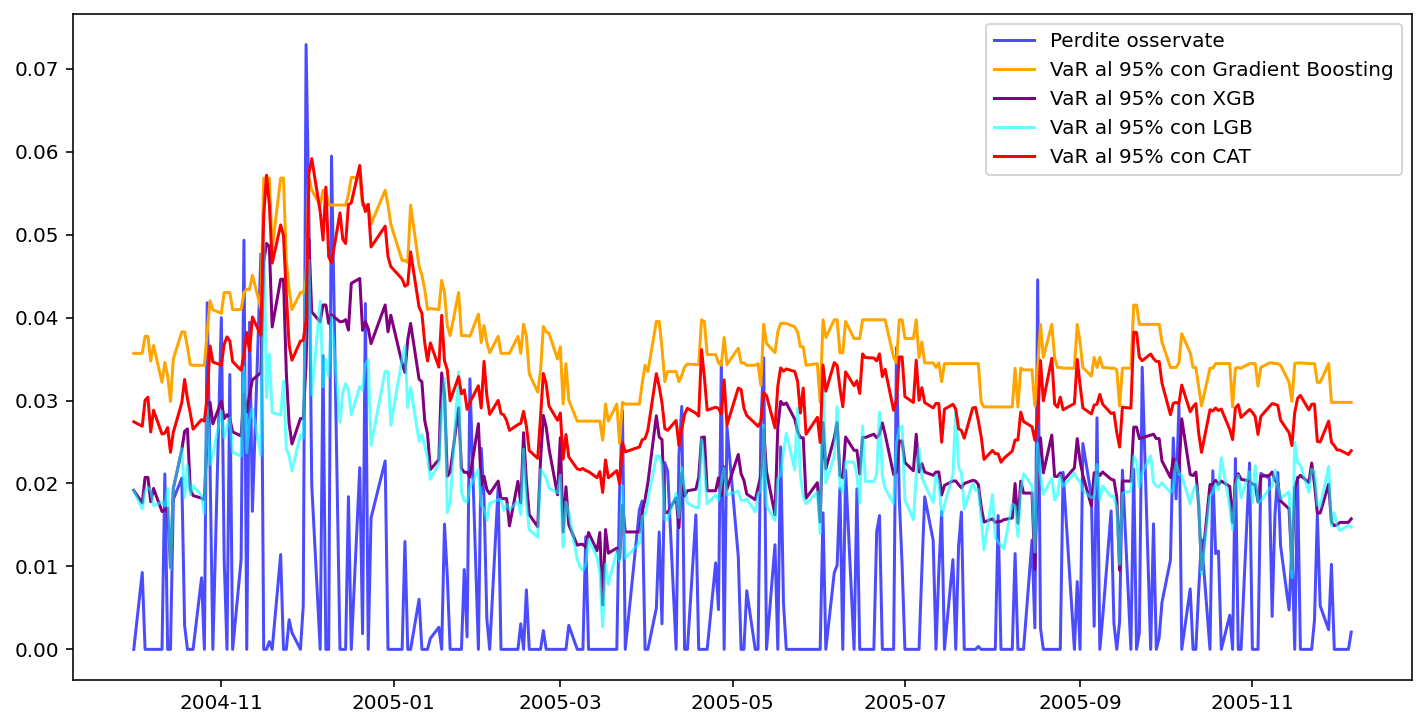 Perdite osservate
VaR al 95% con Gradient Boosting
VaR al 95% con XGB
VaR al 95% con LGB
VaR al 95% con CAT
0.07
0.06
0.05
0.04
0.03
0.02
0.01
0.00
2004-11 2005-01 2005-03 2005-05 2005-07 2005-09 2005-11